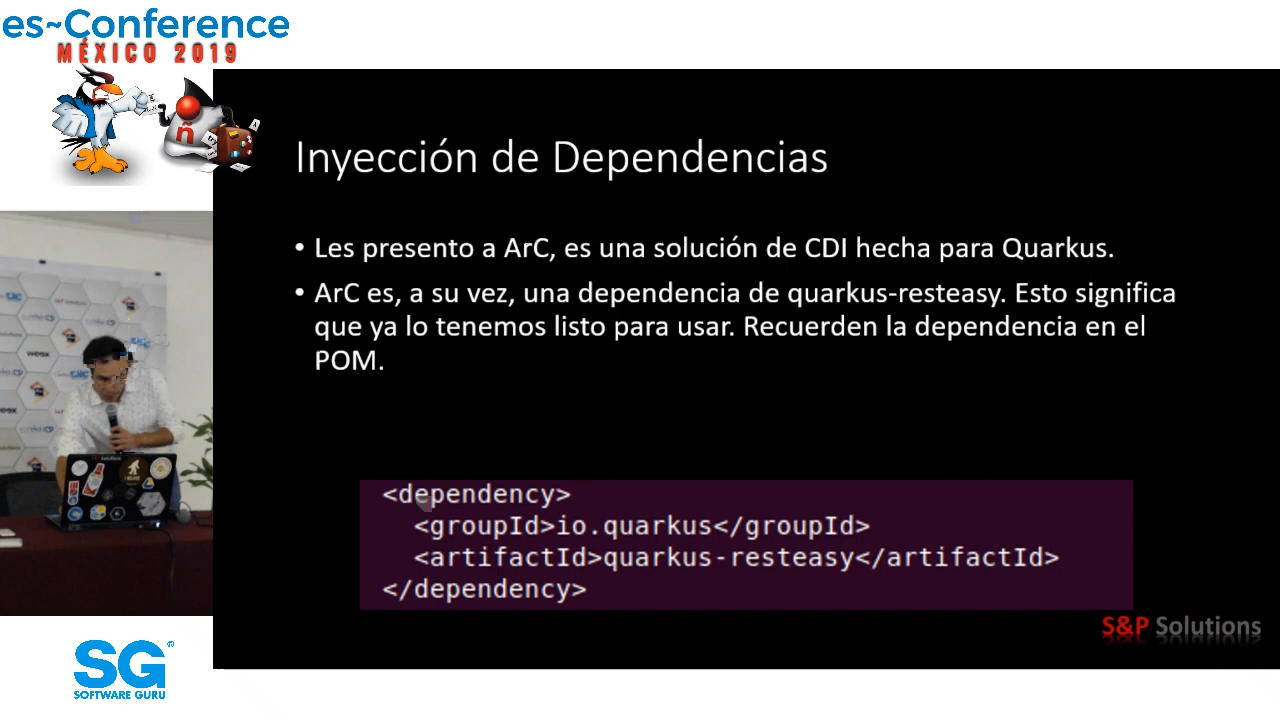 es~Conference
MÉXICO 2019
ñ
Inyección de Dependencias
• Les presento a ArC, es una solución de CDI hecha para Quarkus.
• ArC es, a su vez, una dependencia de quarkus-resteasy. Esto significa
que ya lo tenemos listo para usar. Recuerden la dependencia en el
POM.
<dependency>
<groupId>io.quarkus</groupId>
<artifactId>quarkus-resteasy</artifactId>
</dependency>
S&P Solutions
SG®
SOFTWARE GURU